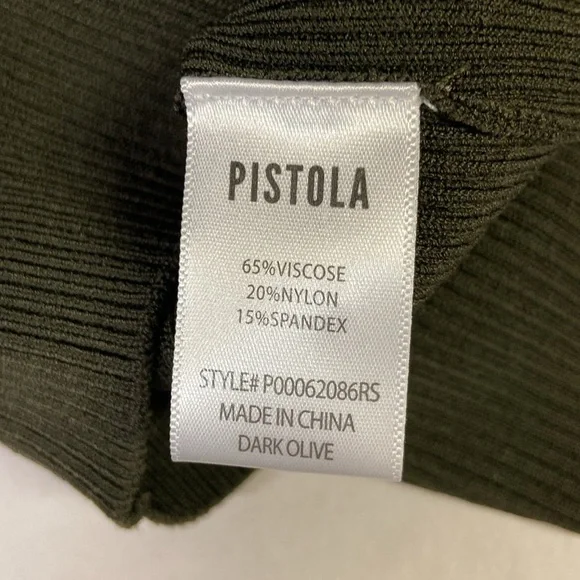 PISTOLA
65%VISCOSE
20%NYLON
15%SPANDEX
STYLE# P00062086RS
MADE IN CHINA
DARK OLIVE